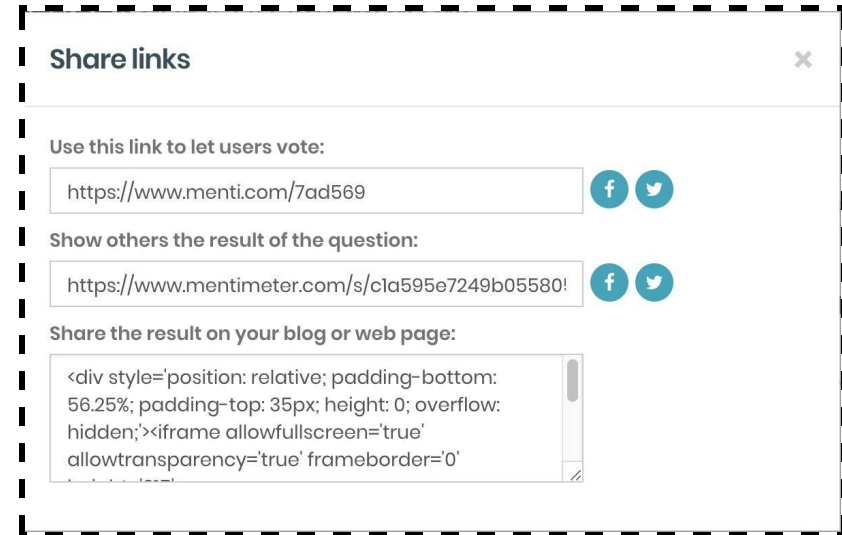 Share links
Use this link to let users vote:
https://www.menti.com/7ad569
Show others the result of the question:
https://www.mentimeter.com/s/c1a595e7249b05580
Share the result on your blog or web page:
<div style='position: relative; padding-bottom:
56.25%; padding-top: 35px; height: 0; overflow:
hidden;'><iframe allowfullscreen='true'
allowtransparency='true' frameborder='0'